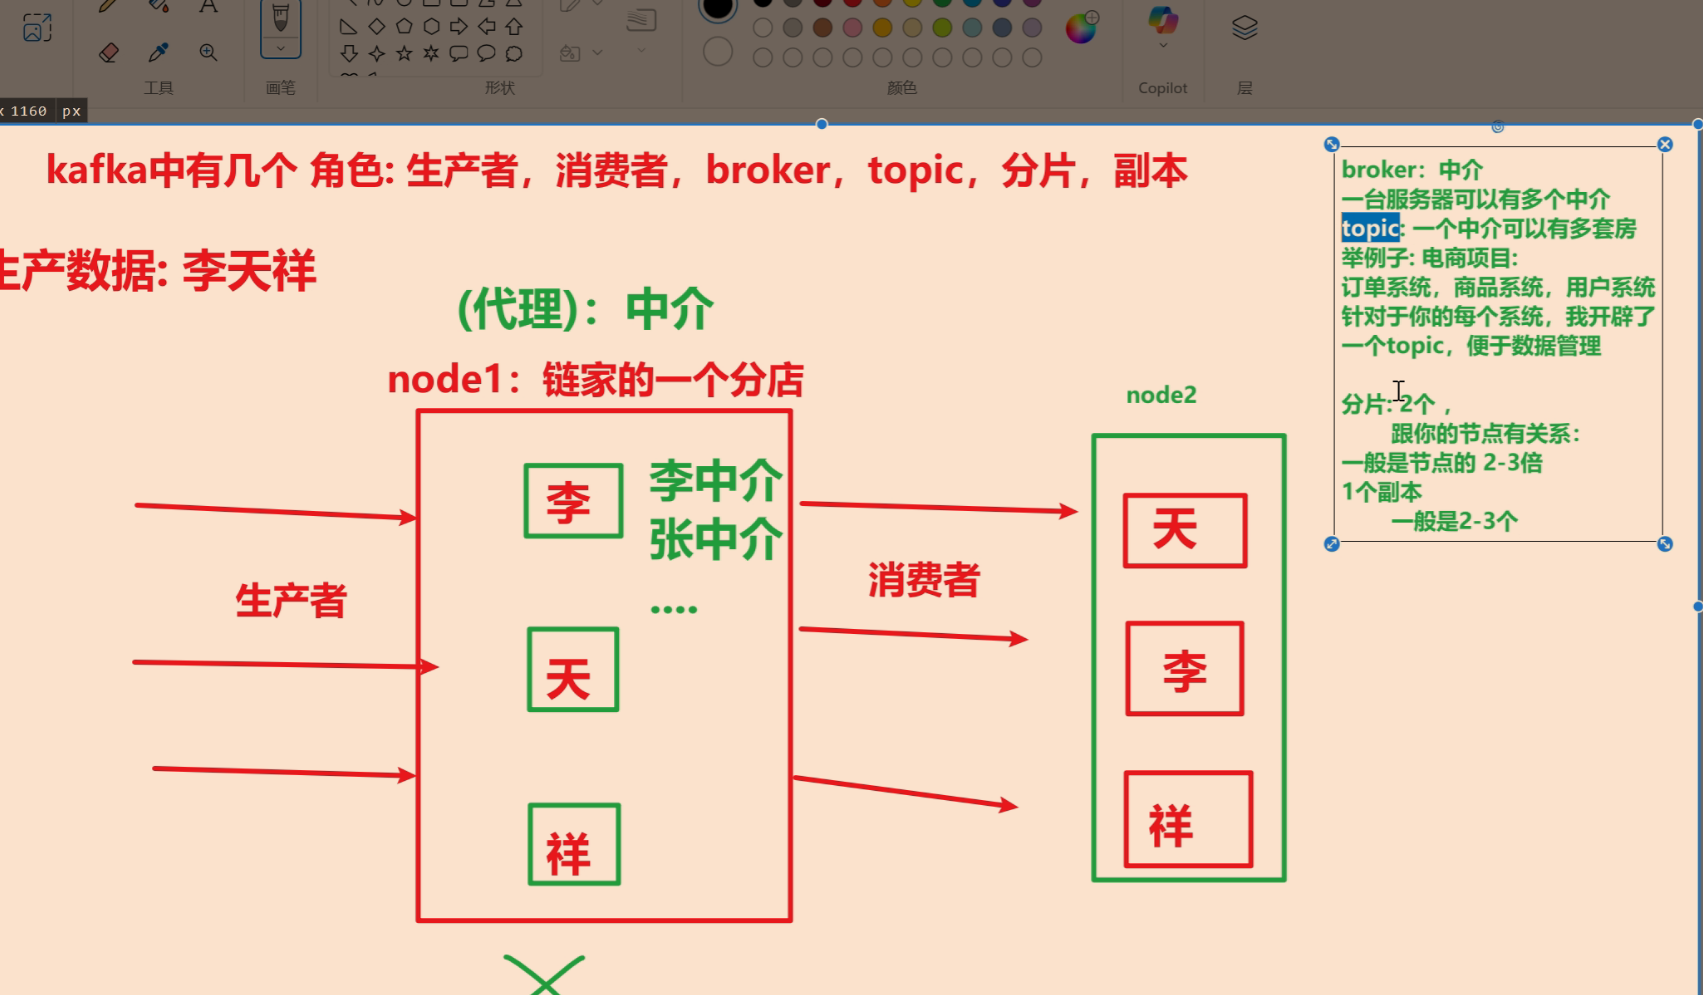 工具
画笔
形状
颜色
Copilot
层
x 1160 px
kafka中有几个 角色: 生产者，消费者，broker，topic，分片，副本
生产数据: 李天祥
(代理)：中介
node1：链家的一个分店
node2
李
李中介
张中介
....
天
祥
生产者
消费者
天
李
祥
broker：中介
一台服务器可以有多个中介
topic: 一个中介可以有多套房
举例子: 电商项目:
订单系统，商品系统，用户系统
针对于你的每个系统，我开辟了
一个topic，便于数据管理
分片: 2个 ，
跟你的节点有关系：
一般是节点的 2-3倍
1个副本
一般是2-3个